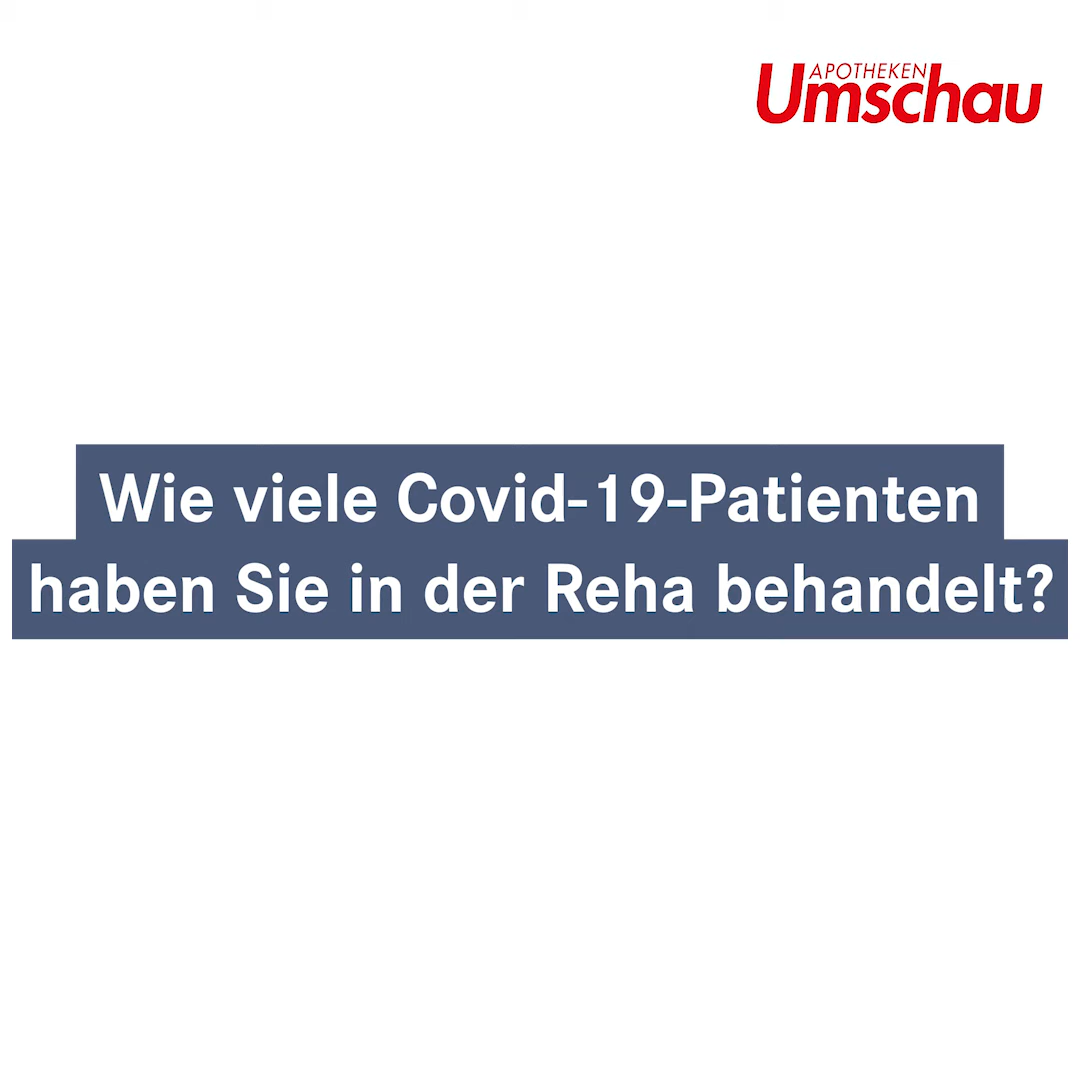 APOTHEKEN
Umschau
Wie viele Covid-19-Patienten
haben Sie in der Reha behandelt?